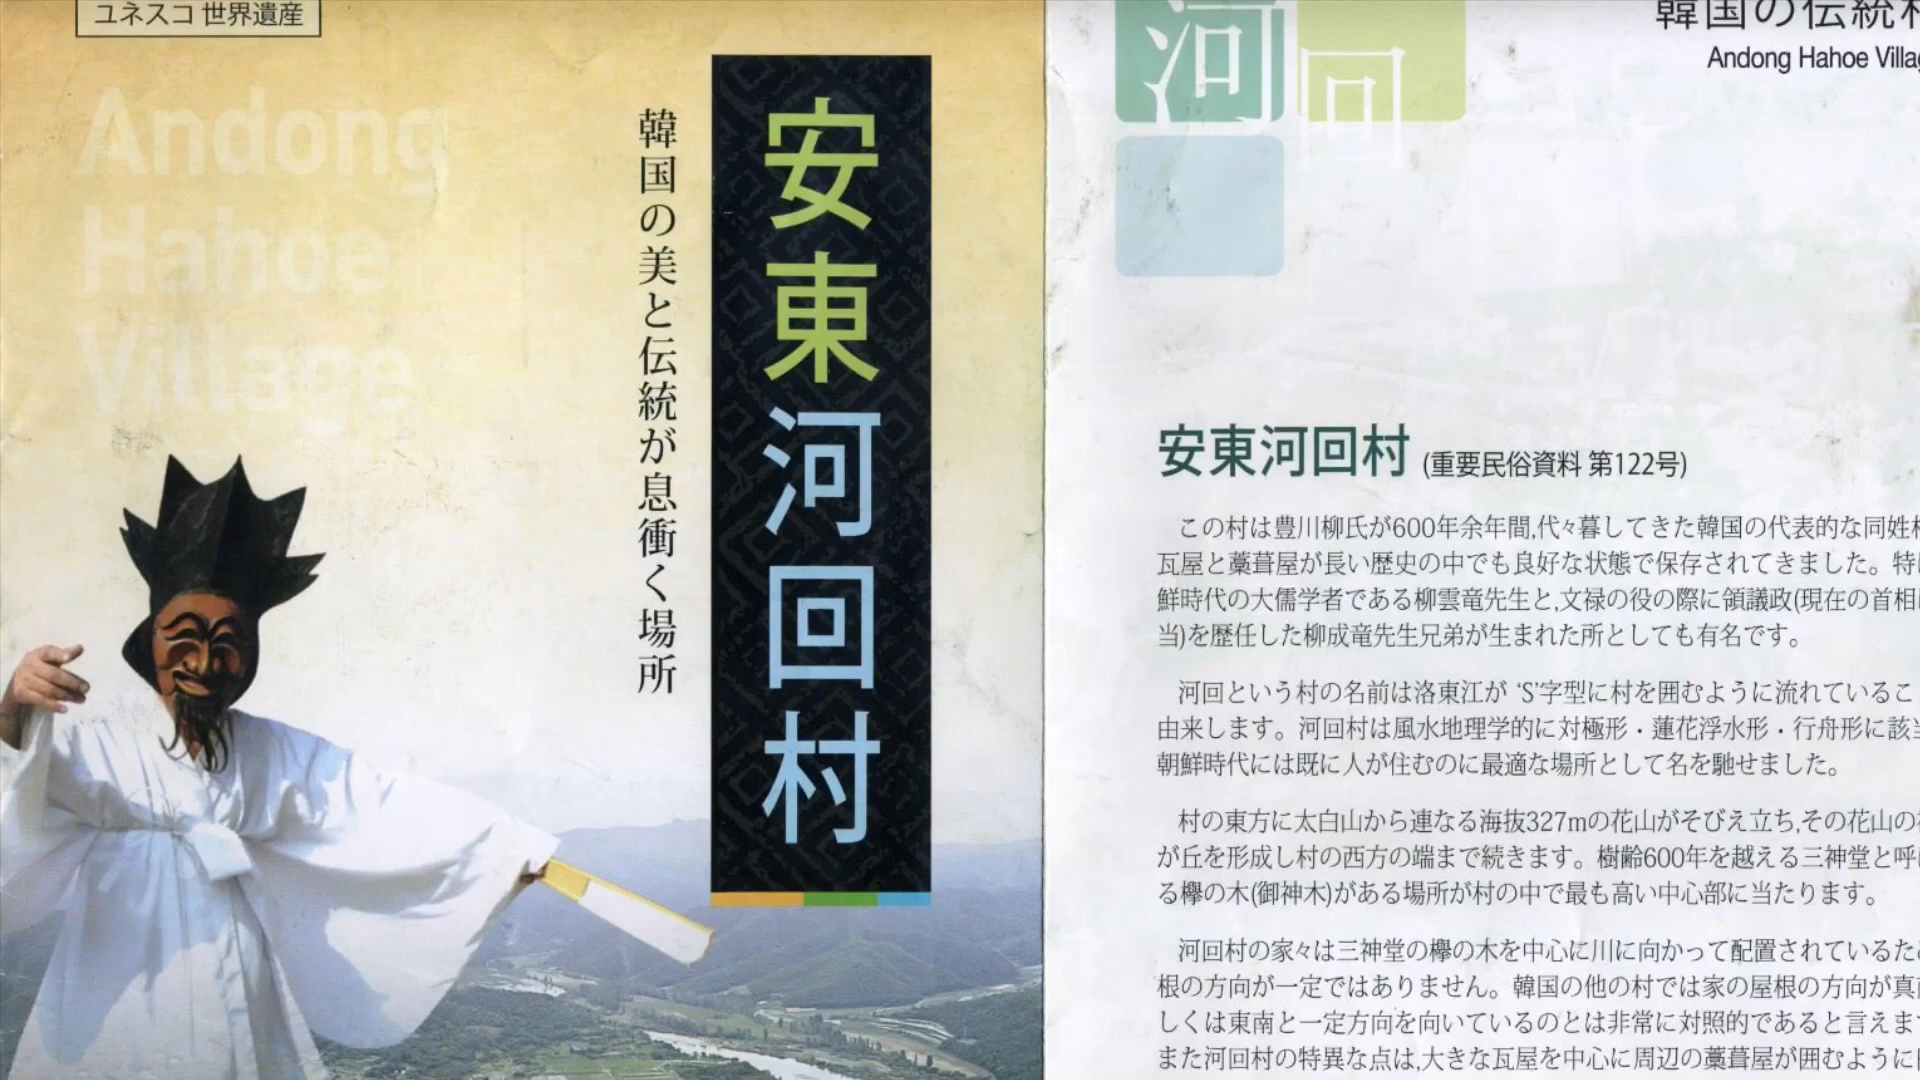 ユネスコ 世界遺産
Andong
Hahoe
Village
韓国の美と伝統が息衝く場所
安東河回村
河回
韓国の伝統
Andong Hahoe
安東河回村 (重要民俗資料 第122号)
この村は豊川柳氏が600年余年間,代々暮してきた韓国の代表的な同姓
瓦屋と藁葺屋が長い歴史の中でも良好な状態で保存されてきました。特
鮮時代の大儒学者である柳雲竜先生と,文禄の役の際に領議政(現在の首相
当)を歴任した柳成竜先生兄弟が生まれた所としても有名です。
河回という村の名前は洛東江が 'S'字型に村を囲むように流れているこ
由来します。河回村は風水地理学的に対極形・蓮花浮水形・行舟形に該当
朝鮮時代には既に人が住むのに最適な場所として名を馳せました。
村の東方に太白山から連なる海抜327mの花山がそびえ立ち,その花山の
が丘を形成し村の西方の端まで続きます。樹齢600年を越える三神堂と呼
る欅の木(御神木)がある場所が村の中で最も高い中心部に当たります。
河回村の家々は三神堂の欅の木を中心に川に向かって配置されているた
根の方向が一定ではありません。韓国の他の村では家の屋根の方向が真
しくは東南と一定方向を向いているのとは非常に対照的であると言えま
また河回村の特異な点は,大きな瓦屋を中心に周辺の藁葺屋が囲むように